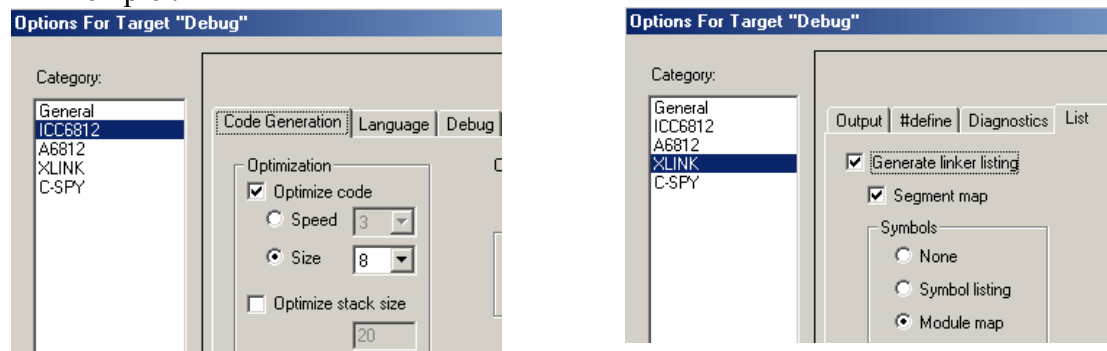 Options For Target "Debug"
Category:
General
ICC6812
A6812
XLINK
C-SPY
Code Generation Language Debug
Optimization
Optimize code
Speed 3
Size 8
Optimize stack size
20
Options For Target "Debug"
Category:
General
ICC6812
A6812
XLINK
C-SPY
Output #define Diagnostics List
Generate linker listing
Segment map
Symbols
None
Symbol listing
Module map